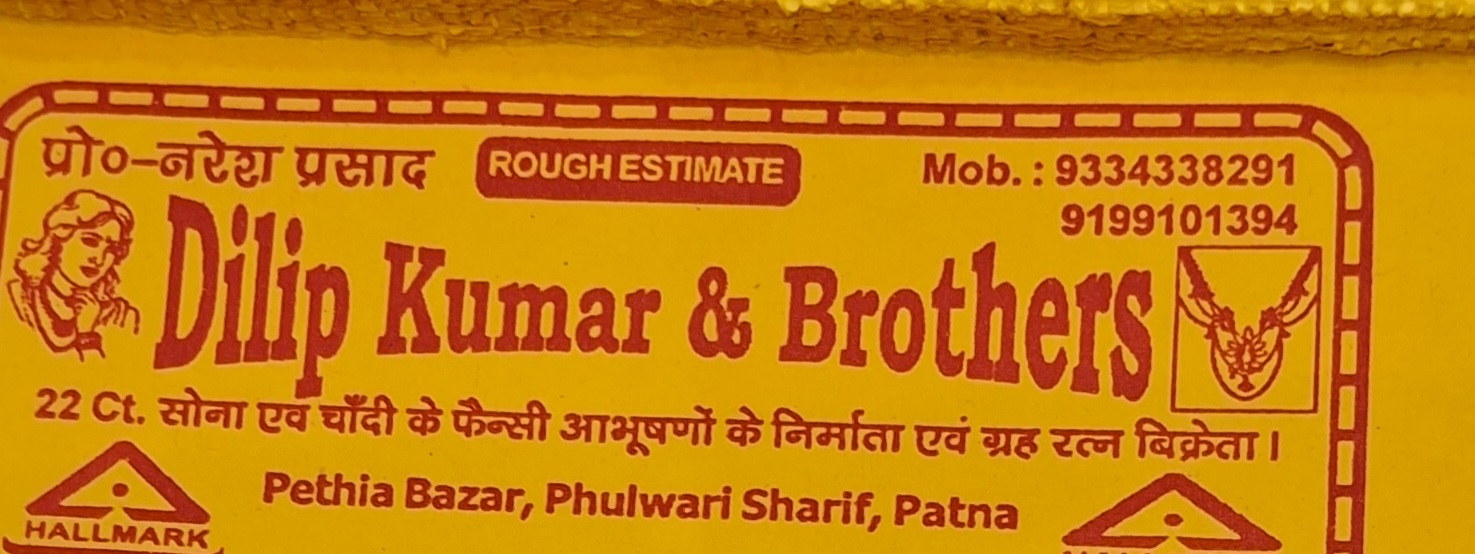 प्रो०-नरेश प्रसाद ROUGH ESTIMATE Mob. : 9334338291
9199101394
Dilip Kumar & Brothers
22 Ct. सोना एवं चाँदी के फैन्सी आभूषणों के निर्माता एवं ग्रह रत्न बिक्रेता।
Pethia Bazar, Phulwari Sharif, Patna
HALLMARK